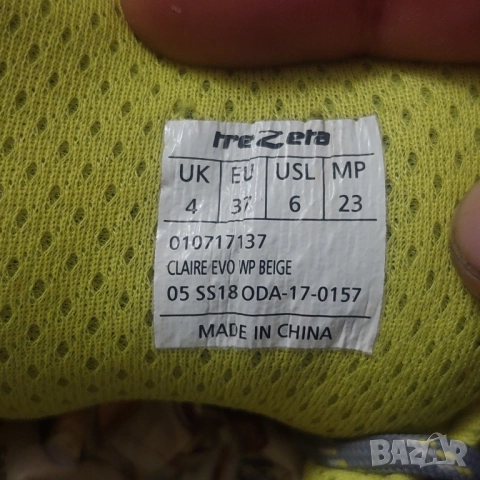 treZeta
UK EU USL MP
4 37 6 23
010717137
CLAIRE EVO WP BEIGE
05 SS18 ODA-17-0157
MADE IN CHINA
BAZAR